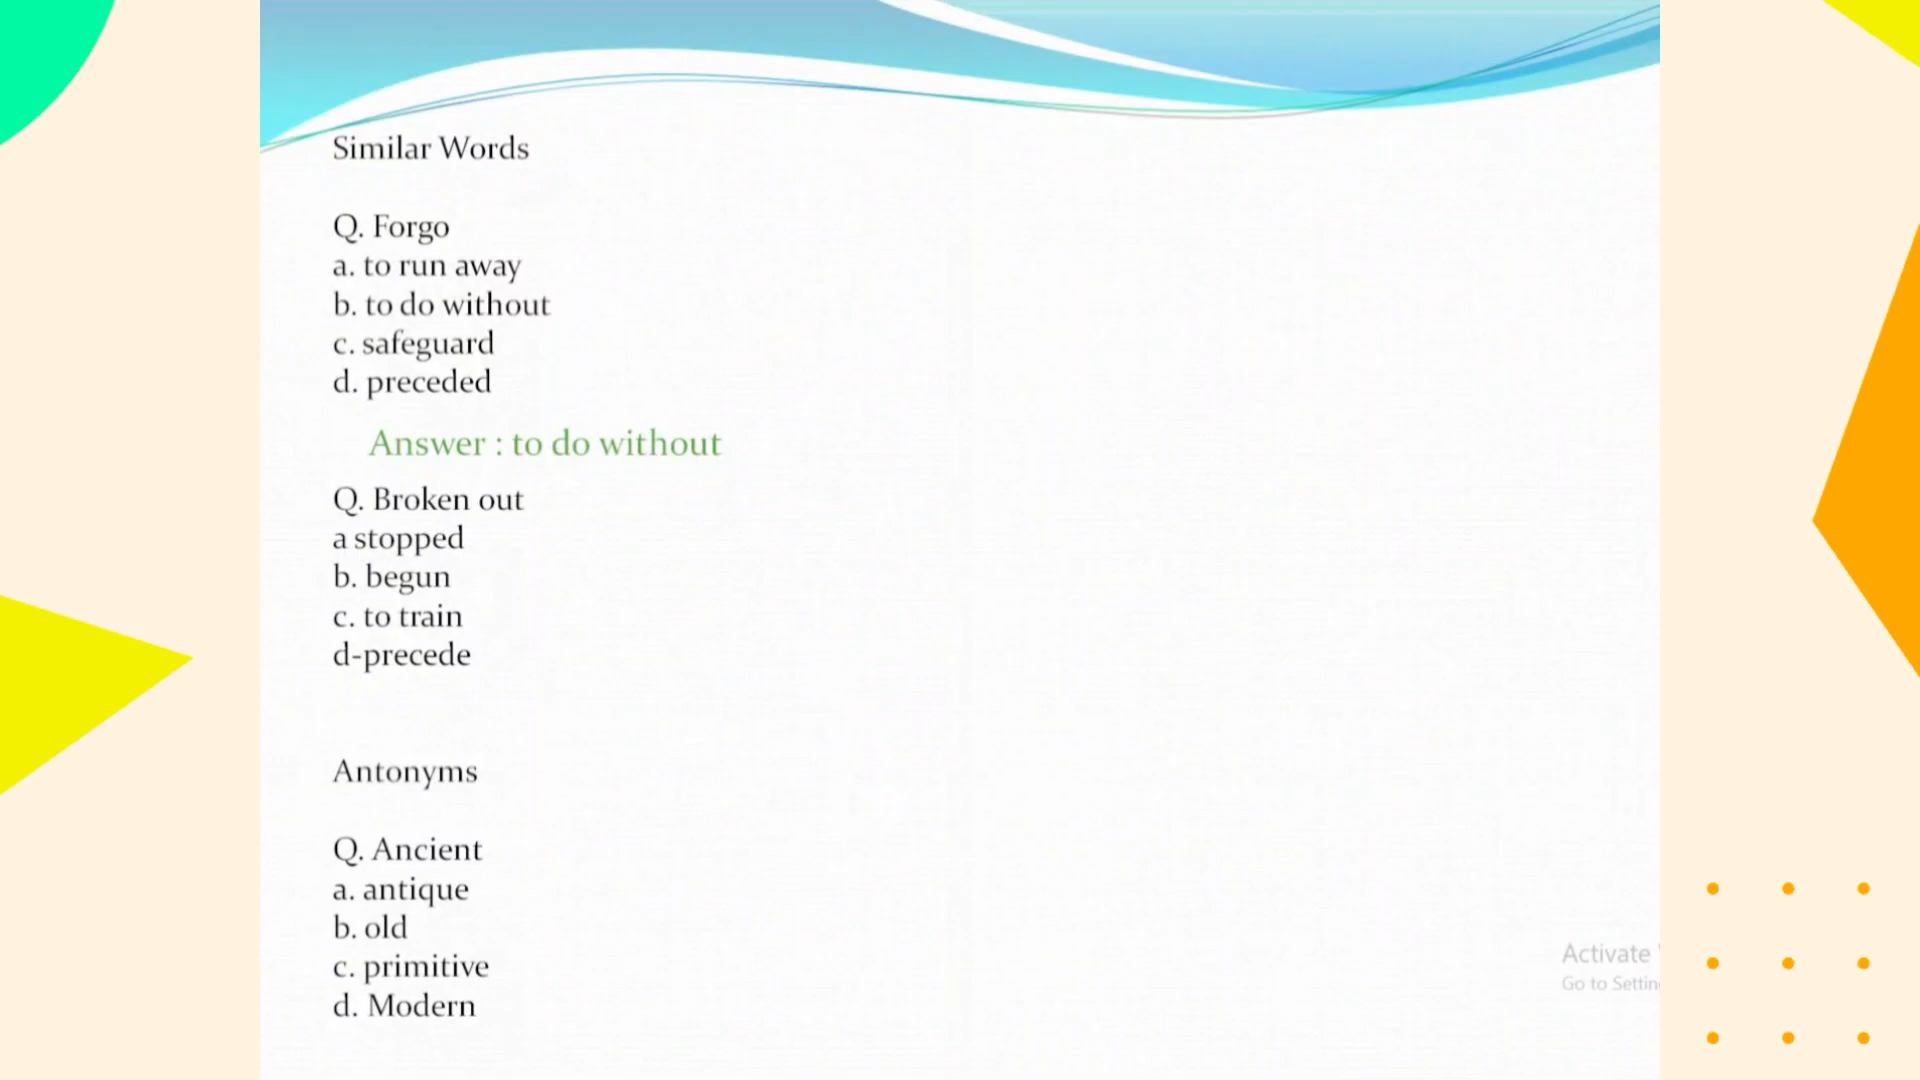 Similar Words
Q. Forgo
a. to run away
b. to do without
c. safeguard
d. preceded
Answer : to do without
Q. Broken out
a stopped
b. begun
c. to train
d-precede
Antonyms
Q. Ancient
a. antique
b. old
c. primitive
d. Modern
Activate
Go to